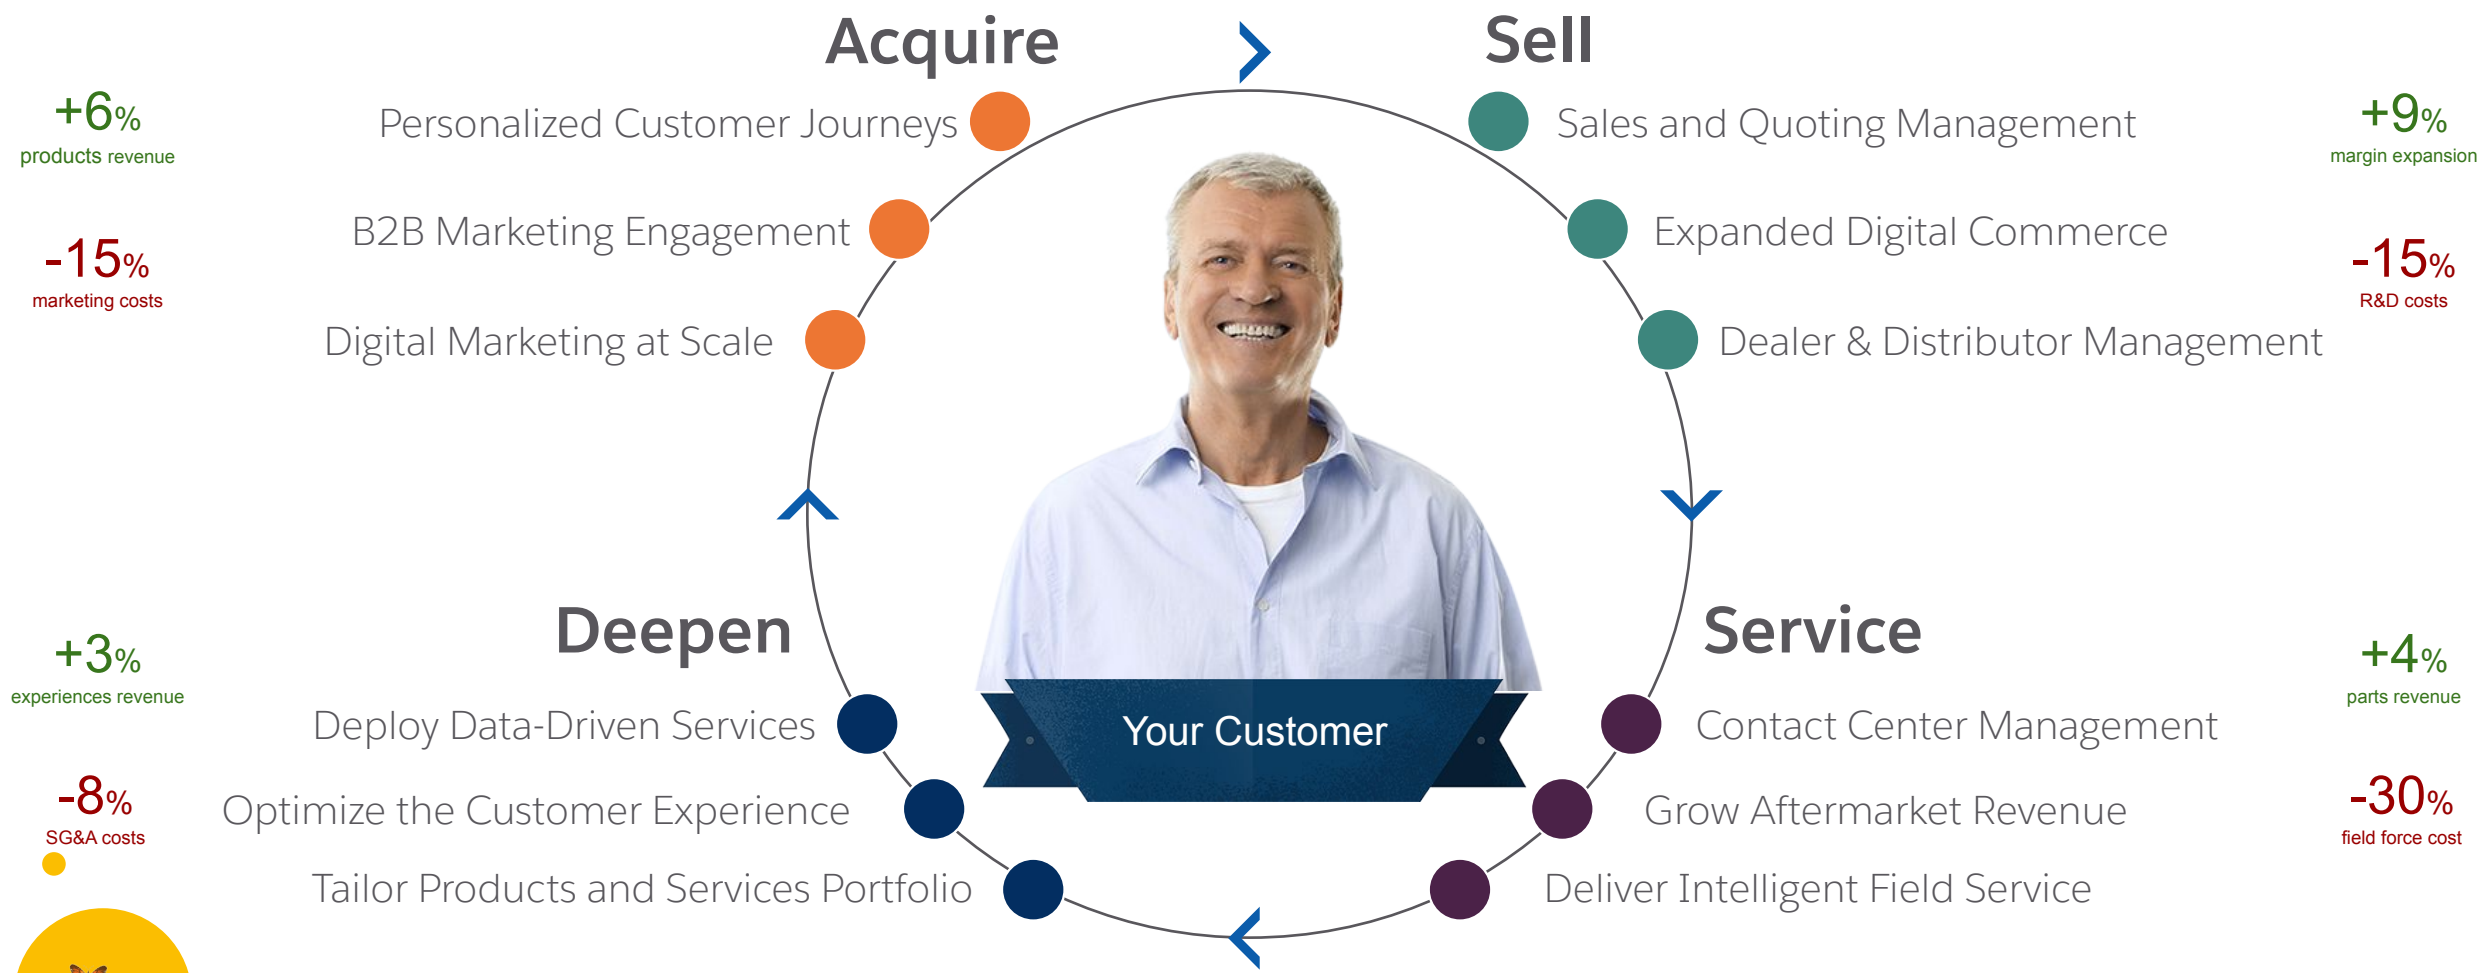 Acquire
Personalized Customer Journeys
B2B Marketing Engagement
Digital Marketing at Scale
+6%
products revenue
-15%
marketing costs
Sell
Sales and Quoting Management
Expanded Digital Commerce
Dealer & Distributor Management
+9%
margin expansion
-15%
R&D costs
Deepen
Deploy Data-Driven Services
Optimize the Customer Experience
Tailor Products and Services Portfolio
+3%
experiences revenue
-8%
SG&A costs
Your Customer
Service
Contact Center Management
Grow Aftermarket Revenue
Deliver Intelligent Field Service
+4%
parts revenue
-30%
field force cost